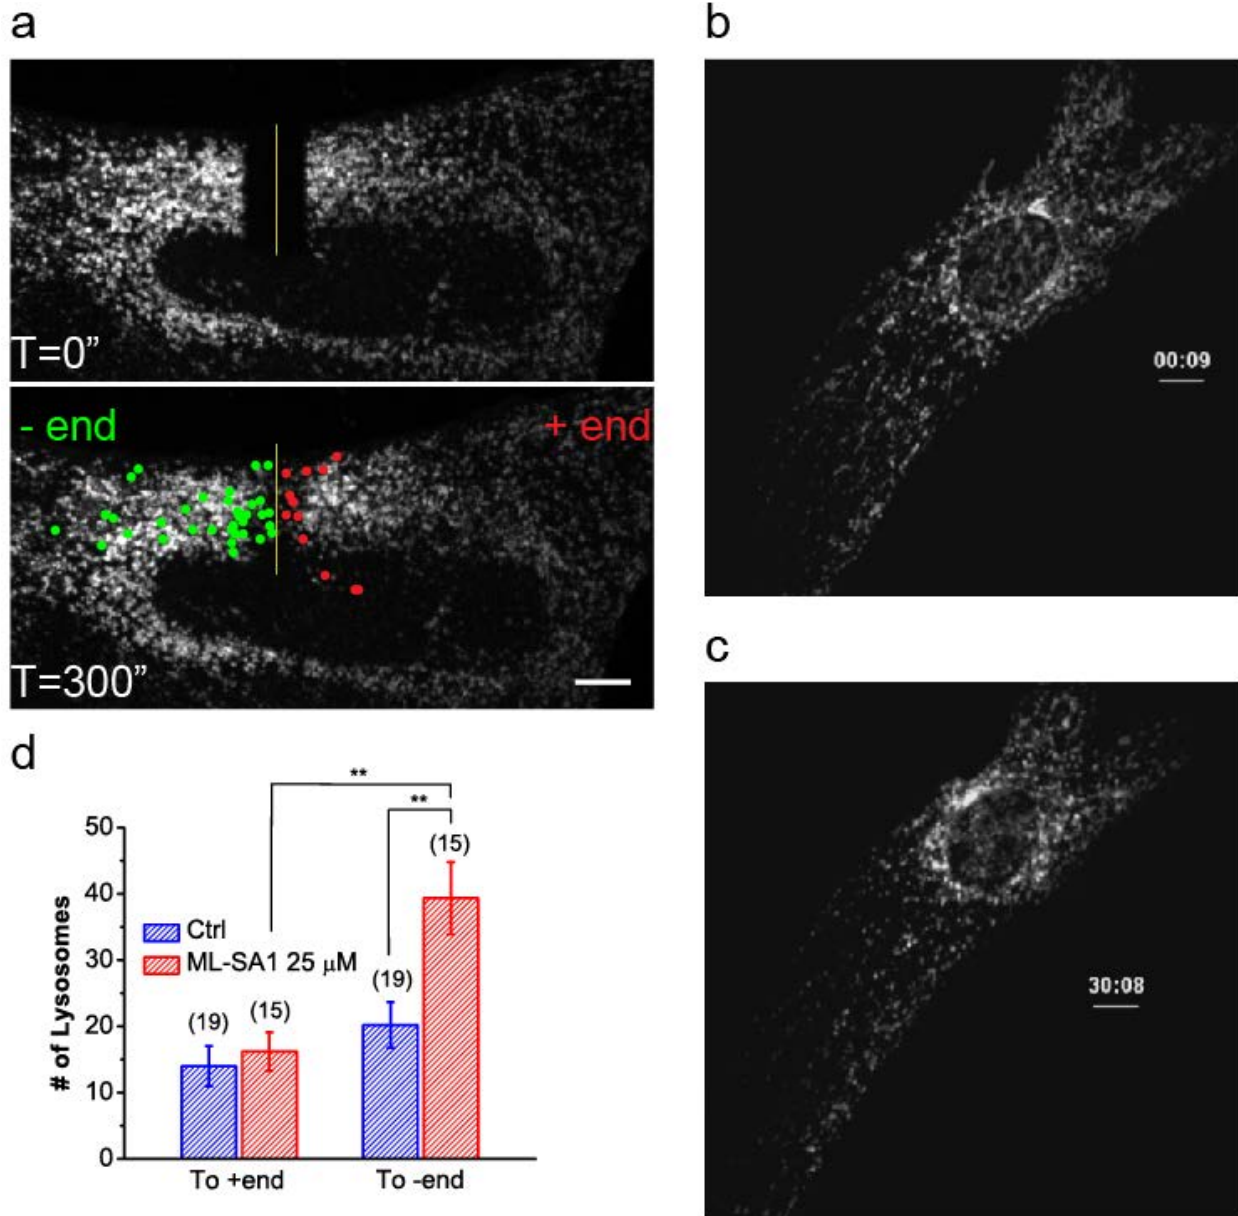 a
T=0”
- end
+ end
T=300”
b
00:09
c
30:08
d
**
**
# of Lysosomes
50
40
30
20
10
0
Ctrl
ML-SA1 25 μM
(19)
(15)
(19)
(15)
To +end
To -end